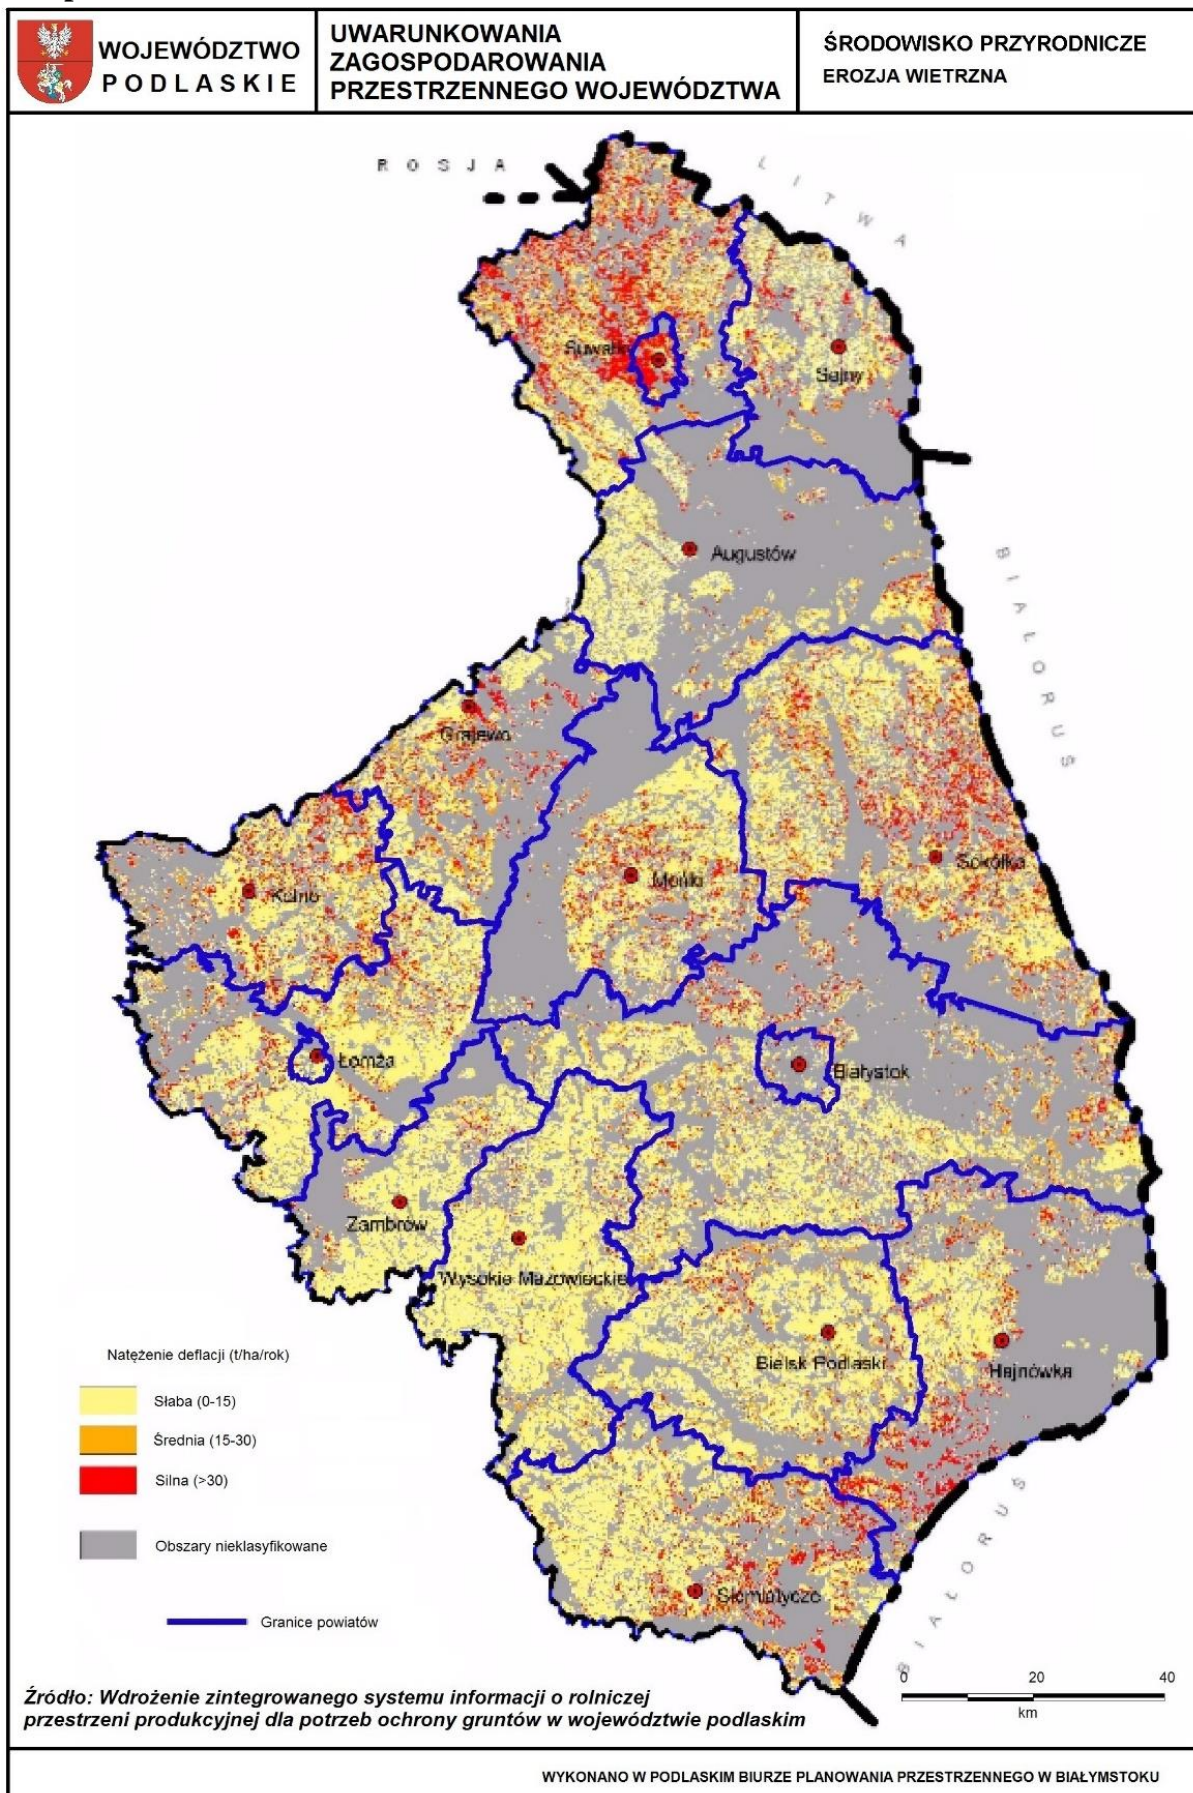 WOJEWÓDZTWO
PODLASKIE
UWARUNKOWANIA
ZAGOSPODAROWANIA
PRZESTRZENNEGO WOJEWÓDZTWA
ŚRODOWISKO PRZYRODNICZE
EROZJA WIETRZNA
ROSJA
LITWA
Suwałki
Sejny
Augustów
BIAŁORUŚ
Grajewo
Sokółka
Mońki
Kolno
Łomża
Białystok
Zambrów
Wysokie Mazowieckie
Bielsk Podlaski
Hajnówka
Natężenie deflacji (t/ha/rok)
Słaba (0-15)
Średnia (15-30)
Silna (>30)
Obszary nieklasyfikowane
Siemiatycze
BIAŁORUŚ
Granice powiatów
0 20 40
km
Źródło: Wdrożenie zintegrowanego systemu informacji o rolniczej
przestrzeni produkcyjnej dla potrzeb ochrony gruntów w województwie podlaskim
WYKONANO W PODLASKIM BIURZE PLANOWANIA PRZESTRZENNEGO W BIAŁYMSTOKU